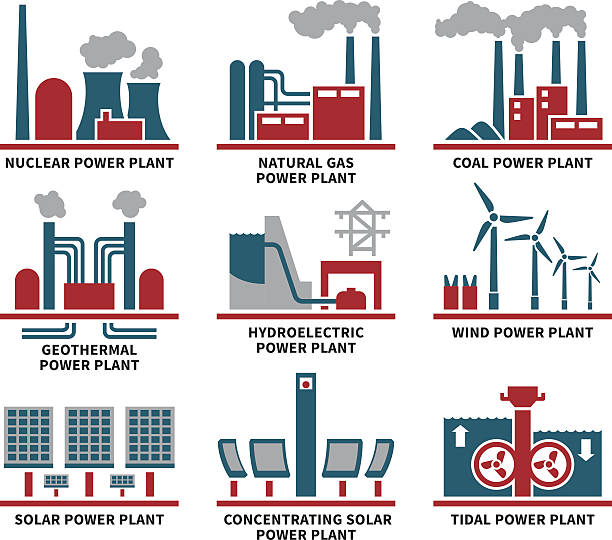 NUCLEAR POWER PLANT
NATURAL GAS
POWER PLANT
COAL POWER PLANT
GEOTHERMAL
POWER PLANT
HYDROELECTRIC
POWER PLANT
WIND POWER PLANT
SOLAR POWER PLANT
CONCENTRATING SOLAR
POWER PLANT
TIDAL POWER PLANT